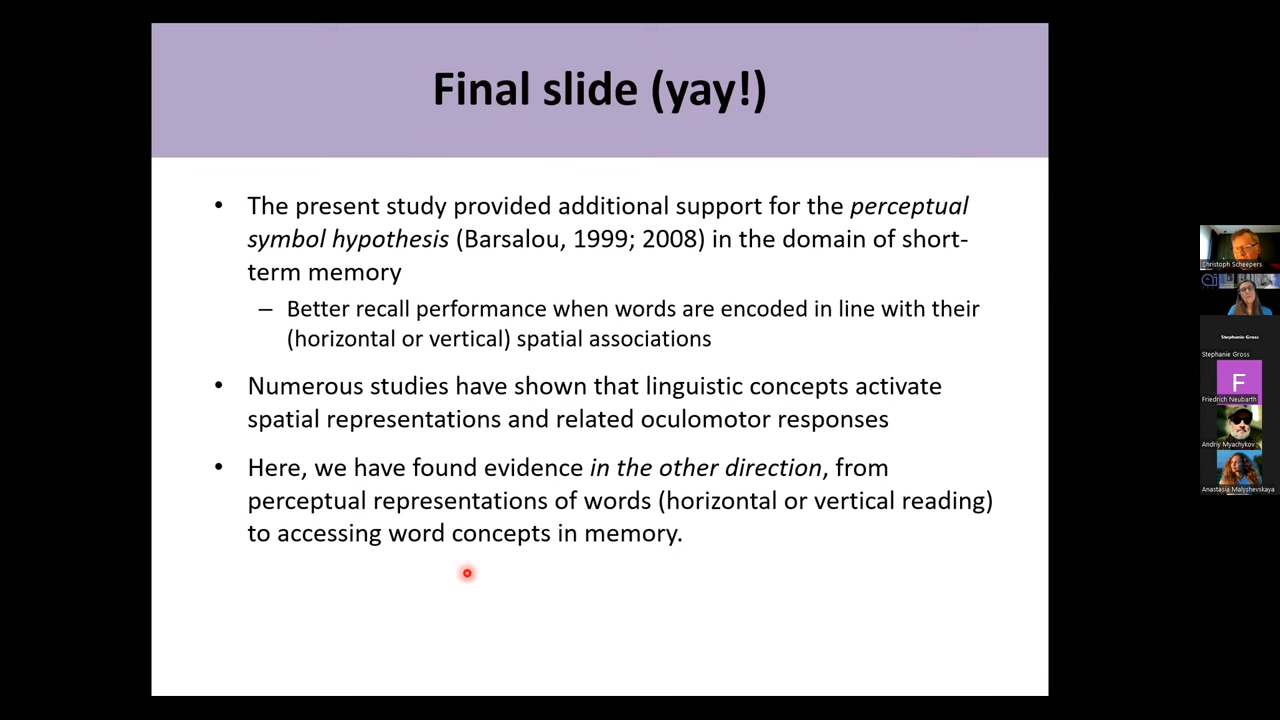 Final slide (yay!)
• The present study provided additional support for the perceptual
symbol hypothesis (Barsalou, 1999; 2008) in the domain of short-
term memory
– Better recall performance when words are encoded in line with their
(horizontal or vertical) spatial associations
• Numerous studies have shown that linguistic concepts activate
spatial representations and related oculomotor responses
• Here, we have found evidence in the other direction, from
perceptual representations of words (horizontal or vertical reading)
to accessing word concepts in memory.
Christoph Scheepers
Stephanie Gross
Stephanie Gross
F
Friedrich Neubarth
Andriy Myachykov
Anastasia Malyshevskaya